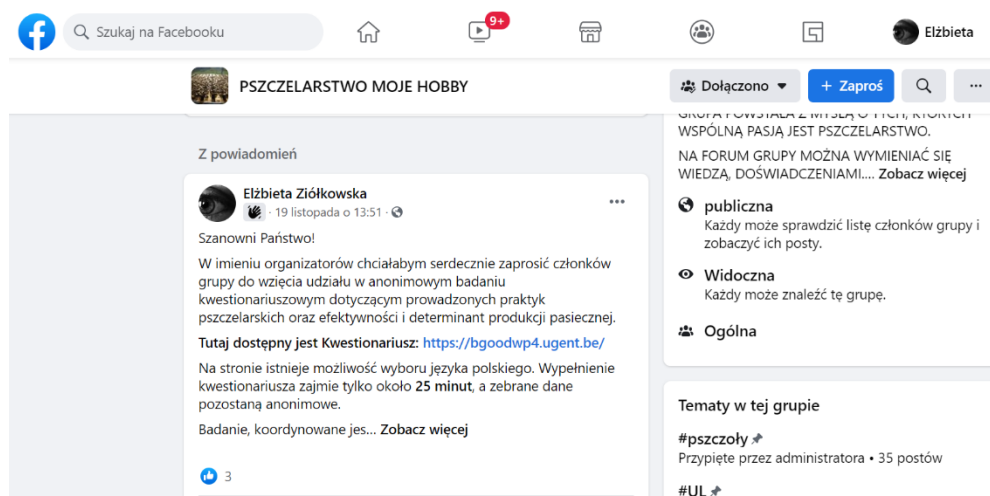 Szukaj na Facebooku
9+
Elżbieta
PSZCZELARSTWO MOJE HOBBY
Dołączono
+ Zaproś
Z powiadomień
Elżbieta Ziółkowska
· 19 listopada o 13:51 ·
Szanowni Państwo!
W imieniu organizatorów chciałabym serdecznie zaprosić członków
grupy do wzięcia udziału w anonimowym badaniu
kwestionariuszowym dotyczącym prowadzonych praktyk
pszczelarskich oraz efektywności i determinant produkcji pasiecznej.
Tutaj dostępny jest Kwestionariusz: https://bgoodwp4.ugent.be/
Na stronie istnieje możliwość wyboru języka polskiego. Wypełnienie
kwestionariusza zajmie tylko około 25 minut, a zebrane dane
pozostaną anonimowe.
Badanie, koordynowane jes... Zobacz więcej
3
GRUPA POWSTAŁA Z MYŚLĄ O TYCH, KTÓRYCH
WSPÓLNĄ PASJĄ JEST PSZCZELARSTWO.
NA FORUM GRUPY MOŻNA WYMIENIAĆ SIĘ
WIEDZĄ, DOŚWIADCZENIAMI.... Zobacz więcej
publiczna
Każdy może sprawdzić listę członków grupy i
zobaczyć ich posty.
Widoczna
Każdy może znaleźć tę grupę.
Ogólna
Tematy w tej grupie
#pszczoły
Przypięte przez administratora • 35 postów
#UL